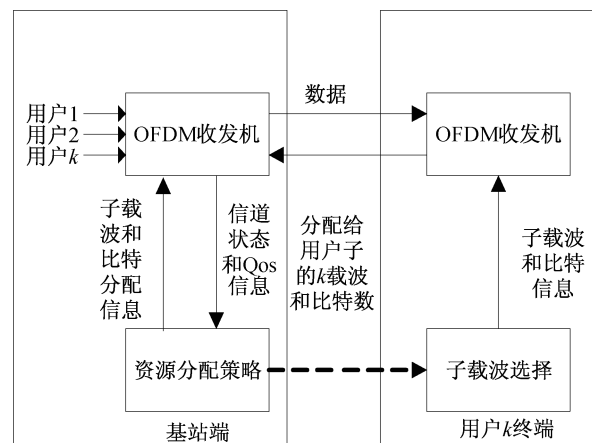 数据
用户1
用户2
用户k
OFDM收发机
OFDM收发机
子载
波和
比特
分配
信息
信道
状态
和Qos
信息
分配给
用户子
的k载波
和比特数
子载波
和比特
信息
资源分配策略
子载波选择
基站端
用户k终端